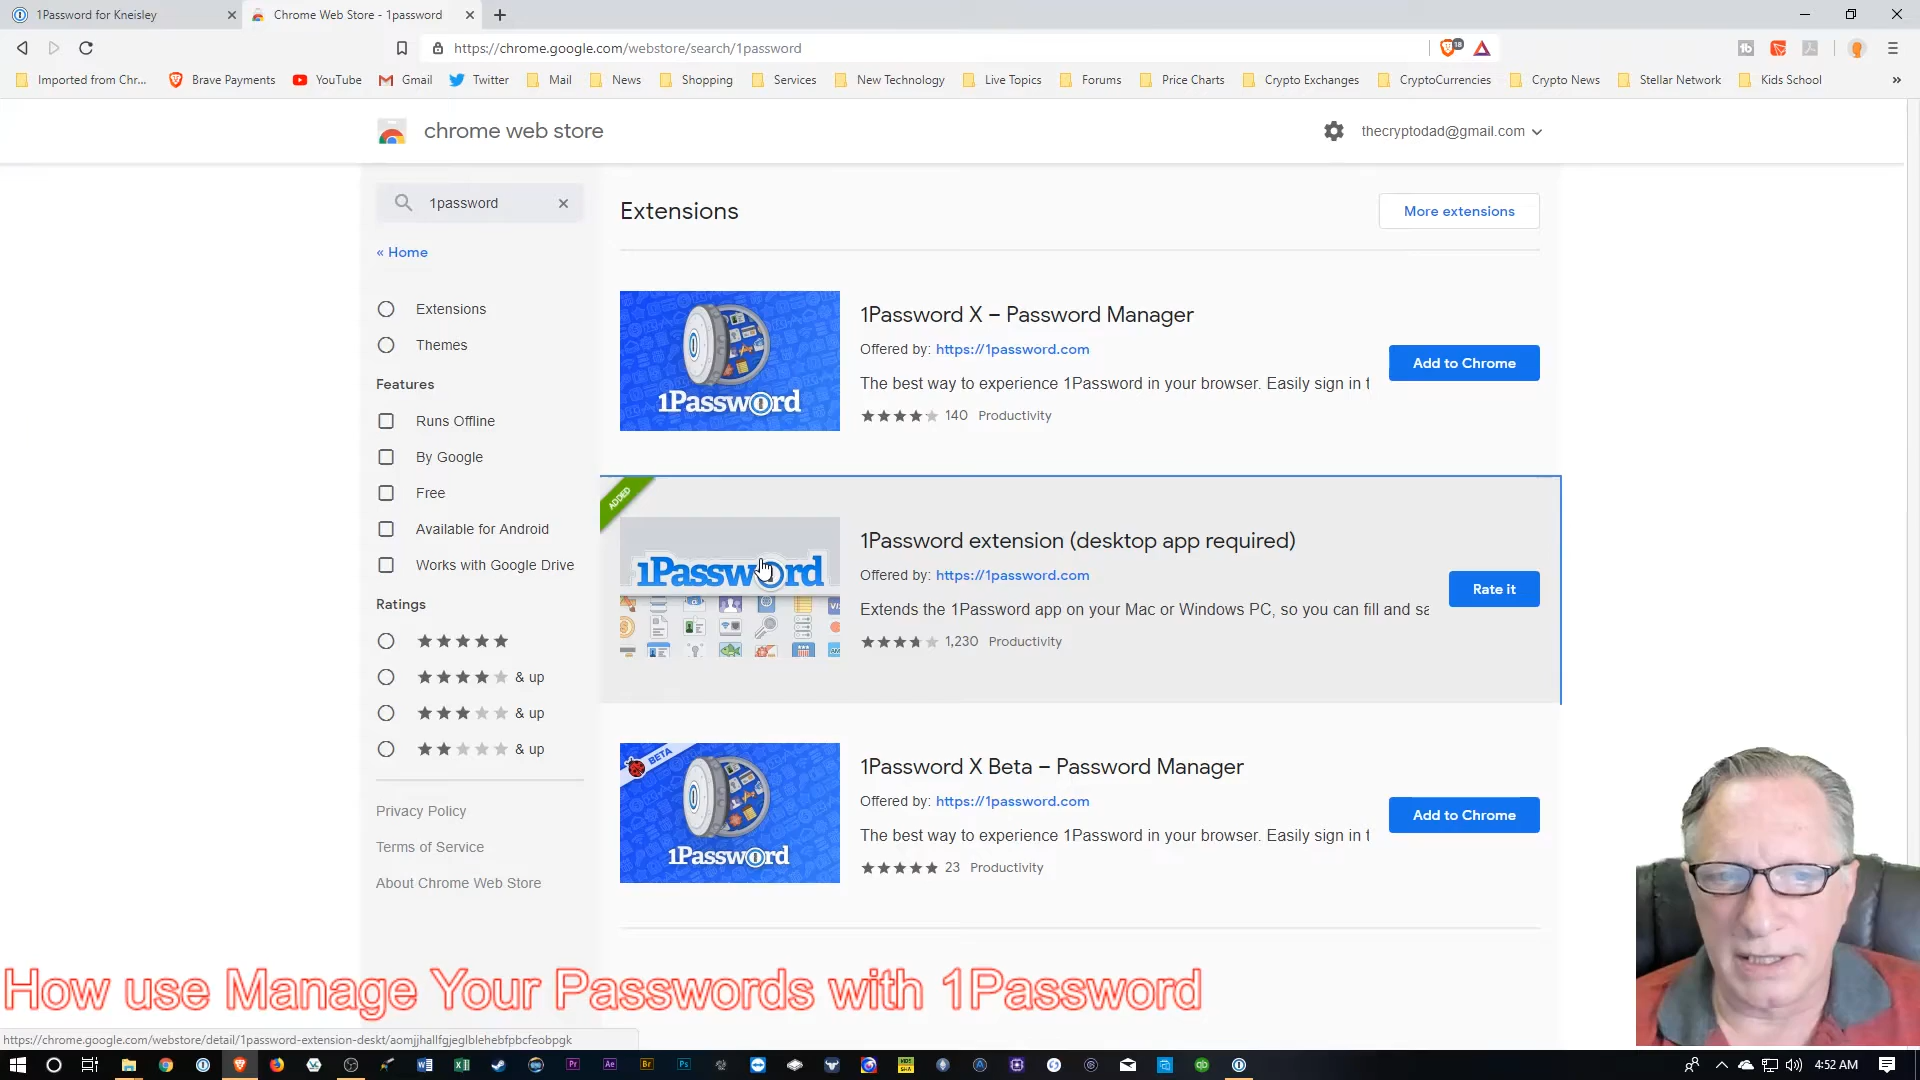 1Password for Kneisley
Chrome Web Store - 1password
https://chrome.google.com/webstore/search/1password
18
Imported from Chr...
Brave Payments
YouTube
Gmail
Twitter
Mail
News
Shopping
Services
New Technology
Live Topics
Forums
Price Charts
Crypto Exchanges
CryptoCurrencies
Crypto News
Stellar Network
Kids School
»
chrome web store
thecryptodad@gmail.com
1password
« Home
Extensions
Themes
Features
Runs Offline
By Google
Free
Available for Android
Works with Google Drive
Ratings
& up
& up
& up
Privacy Policy
Terms of Service
About Chrome Web Store
Extensions
More extensions
1Password
1Password X – Password Manager
Offered by: https://1password.com
The best way to experience 1Password in your browser. Easily sign in t
140 Productivity
Add to Chrome
ADDED
1Password
1Password extension (desktop app required)
Offered by: https://1password.com
Extends the 1Password app on your Mac or Windows PC, so you can fill and sa
1,230 Productivity
Rate it
BETA
1Password
1Password X Beta – Password Manager
Offered by: https://1password.com
The best way to experience 1Password in your browser. Easily sign in t
23 Productivity
Add to Chrome
How use Manage Your Passwords with 1Password
https://chrome.google.com/webstore/detail/1password-extension-deskt/aomjjhallfgjeglblehebfpbcfeobpgk
Pr
Ae
Br
Ps
4:52 AM